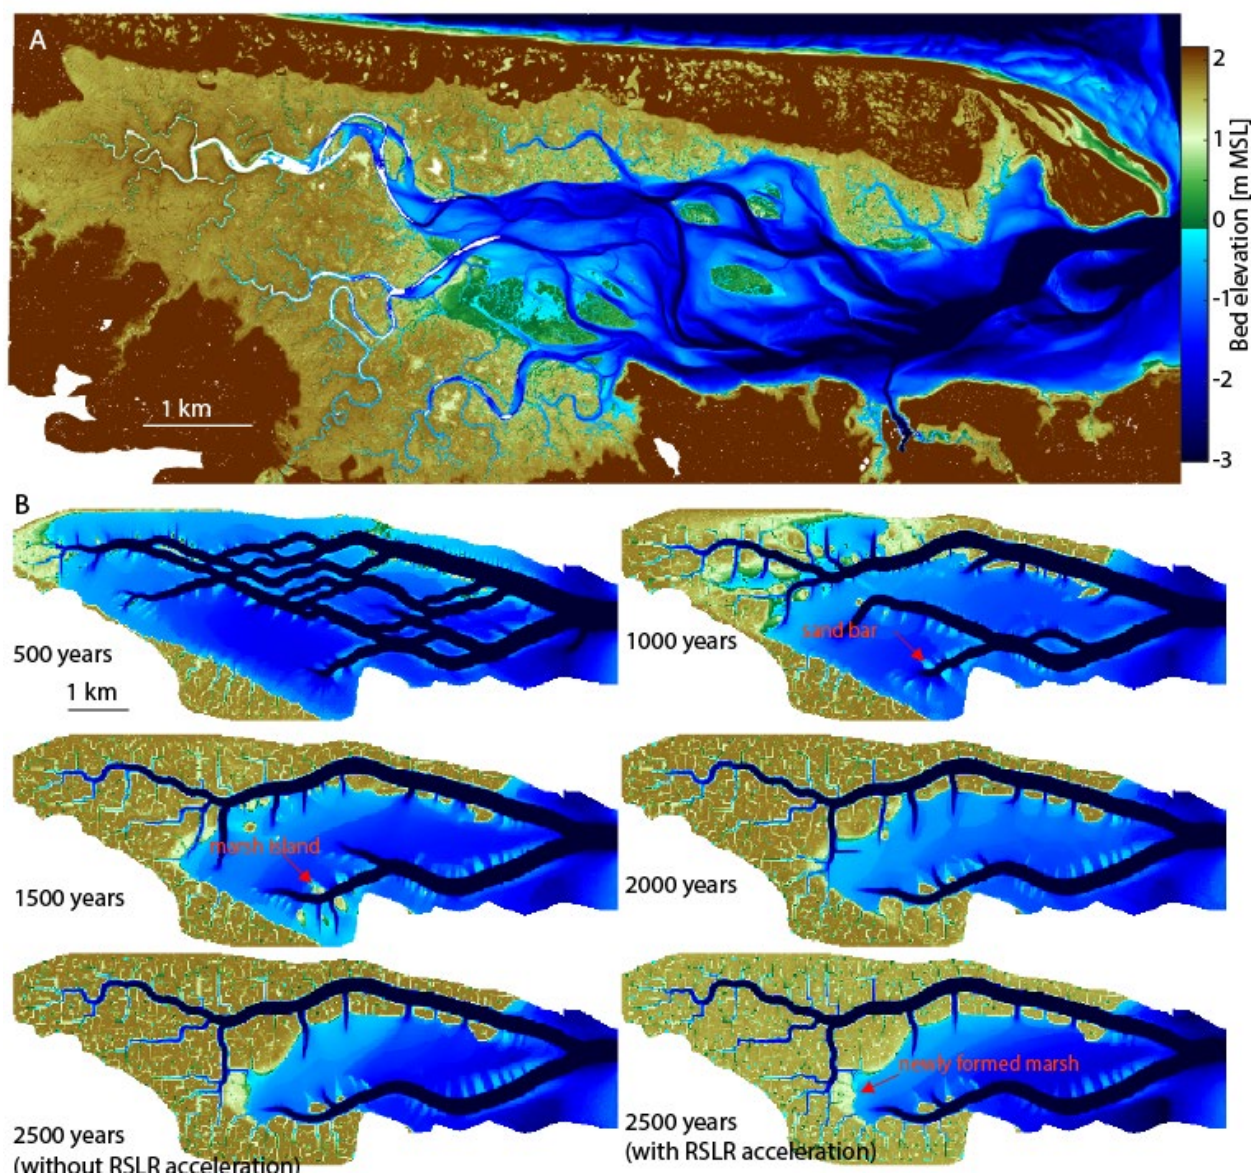 A
2
1
0
-1
-2
-3
Bed elevation [m MSL]
1 km
B
500 years
1 km
1000 years
sand bar
1500 years
marsh island
2000 years
2500 years
(without RSLR acceleration)
2500 years
(with RSLR acceleration)
newly formed marsh